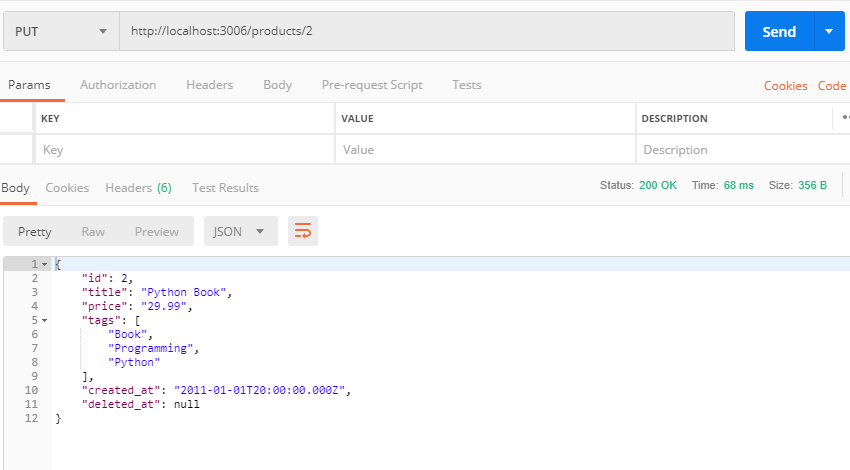 PUT http://localhost:3006/products/2 Send
Params Authorization Headers Body Pre-request Script Tests Cookies Code
KEY VALUE DESCRIPTION
Key Value Description
Body Cookies Headers (6) Test Results Status: 200 OK Time: 68 ms Size: 356 B
Pretty Raw Preview JSON
1 {
2 "id": 2,
3 "title": "Python Book",
4 "price": "29.99",
5 "tags": [
6 "Book",
7 "Programming",
8 "Python"
9 ],
10 "created_at": "2011-01-01T20:00:00.000Z",
11 "deleted_at": null
12 }